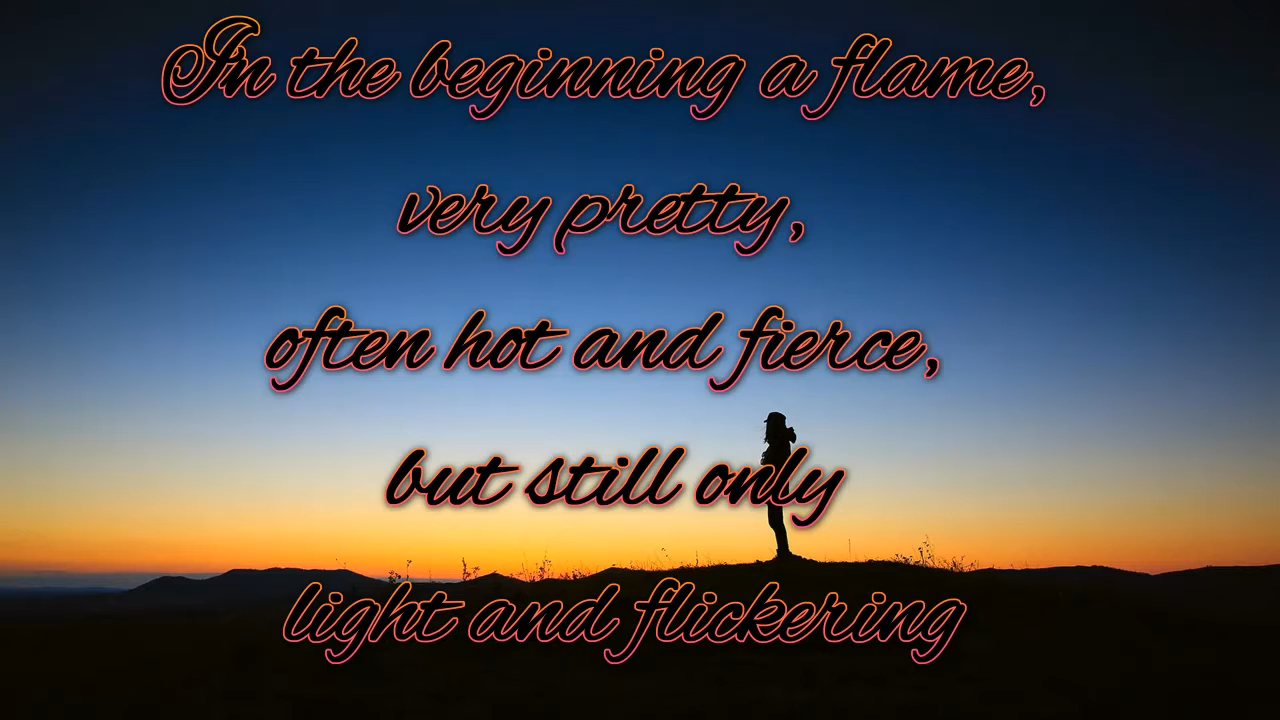 In the beginning a flame,
very pretty,
often hot and fierce,
but still only
light and flickering